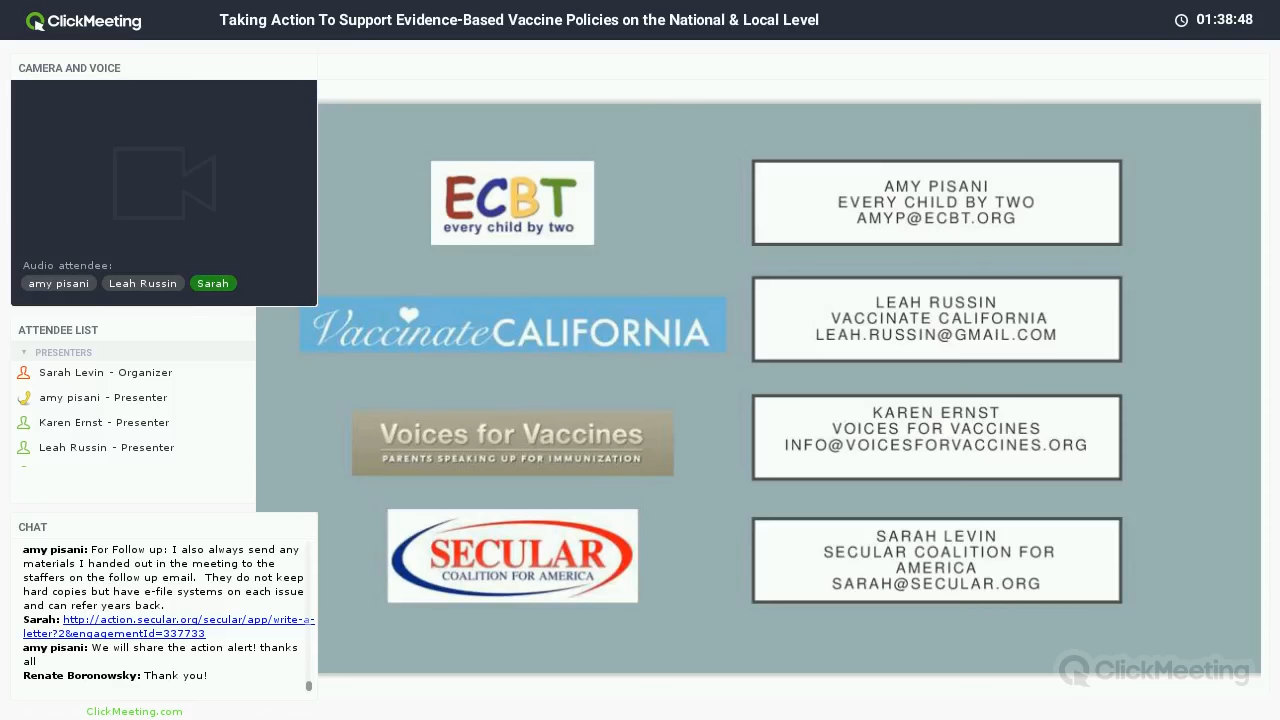 ClickMeeting
Taking Action To Support Evidence-Based Vaccine Policies on the National & Local Level
01:38:48
CAMERA AND VOICE
Audio attendee:
amy pisani Leah Russin Sarah
ATTENDEE LIST
PRESENTERS
Sarah Levin - Organizer
amy pisani - Presenter
Karen Ernst - Presenter
Leah Russin - Presenter
CHAT
amy pisani: For Follow up: I also always send any
materials I handed out in the meeting to the
staffers on the follow up email. They do not keep
hard copies but have e-file systems on each issue
and can refer years back.
Sarah: http://action.secular.org/secular/app/write-a-
letter?2&engagementId=337733
amy pisani: We will share the action alert! thanks
all
Renate Boronowsky: Thank you!
ClickMeeting.com
ECBT
every child by two
AMY PISANI
EVERY CHILD BY TWO
AMYP@ECBT.ORG
Vaccinate CALIFORNIA
LEAH RUSSIN
VACCINATE CALIFORNIA
LEAH.RUSSIN@GMAIL.COM
Voices for Vaccines
PARENTS SPEAKING UP FOR IMMUNIZATION
KAREN ERNST
VOICES FOR VACCINES
INFO@VOICESFORVACCINES.ORG
SECULAR
COALITION FOR AMERICA
SARAH LEVIN
SECULAR COALITION FOR
AMERICA
SARAH@SECULAR.ORG
ClickMeeting